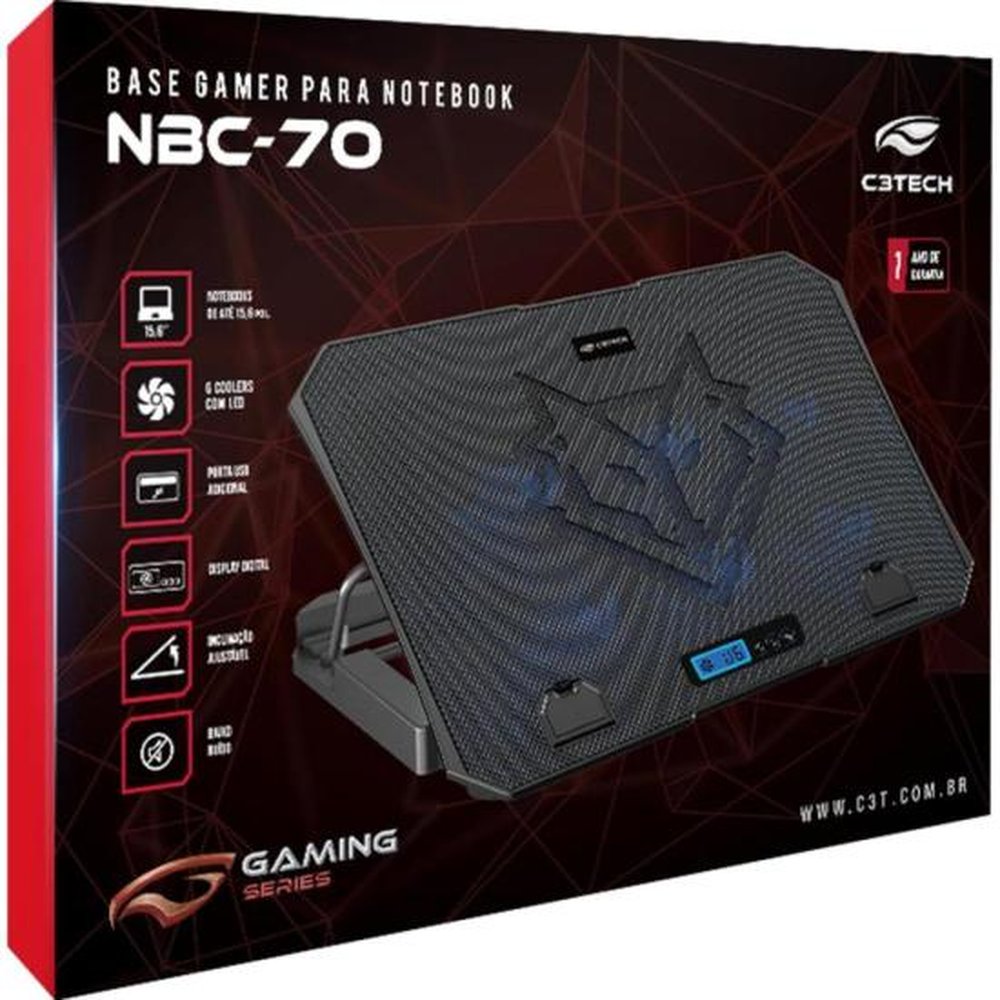 BASE GAMER PARA NOTEBOOK
NBC-70
C3TECH
1 ANO DE
GARANTIA
15,6"
NOTEBOOKS
DE ATÉ 15,6 POL.
6 COOLERS
COM LED
PORTA USB
ADICIONAL
DISPLAY DIGITAL
INCLINAÇÃO
AJUSTÁVEL
BAIXO
RUÍDO
C3TECH
GAMING
SERIES
WWW.C3T.COM.BR